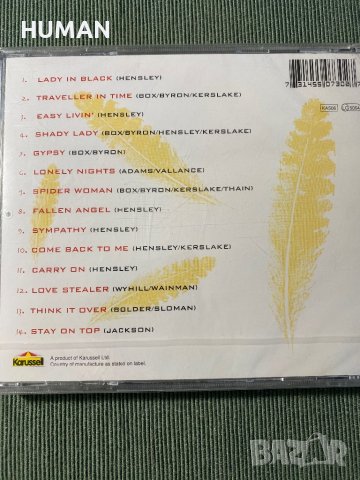 HUMAN
1. LADY IN BLACK (HENSLEY)
2. TRAVELLER IN TIME (BOX/BYRON/KERSLAKE)
3. EASY LIVIN' (HENSLEY)
4. SHADY LADY (BOX/BYRON/HENSLEY/KERSLAKE)
5. GYPSY (BOX/BYRON)
6. LONELY NIGHTS (ADAMS/VALLANCE)
7. SPIDER WOMAN (BOX/BYRON/KERSLAKE/THAIN)
8. FALLEN ANGEL (HENSLEY)
9. SYMPATHY (HENSLEY)
10. COME BACK TO ME (HENSLEY/KERSLAKE)
11. CARRY ON (HENSLEY)
12. LOVE STEALER (WYHILL/WAINMAN)
13. THINK IT OVER (BOLDER/SLOMAN)
14. STAY ON TOP (JACKSON)
Karussell
A product of Karussell Ltd.
Country of manufacture as stated on label.
BAZAR